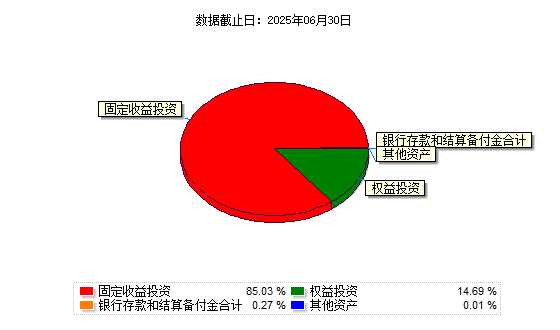 数据截止日：2025年06月30日
固定收益投资
银行存款和结算备付金合计
其他资产
权益投资
固定收益投资 85.03 % 权益投资 14.69 %
银行存款和结算备付金合计 0.27 % 其他资产 0.01 %